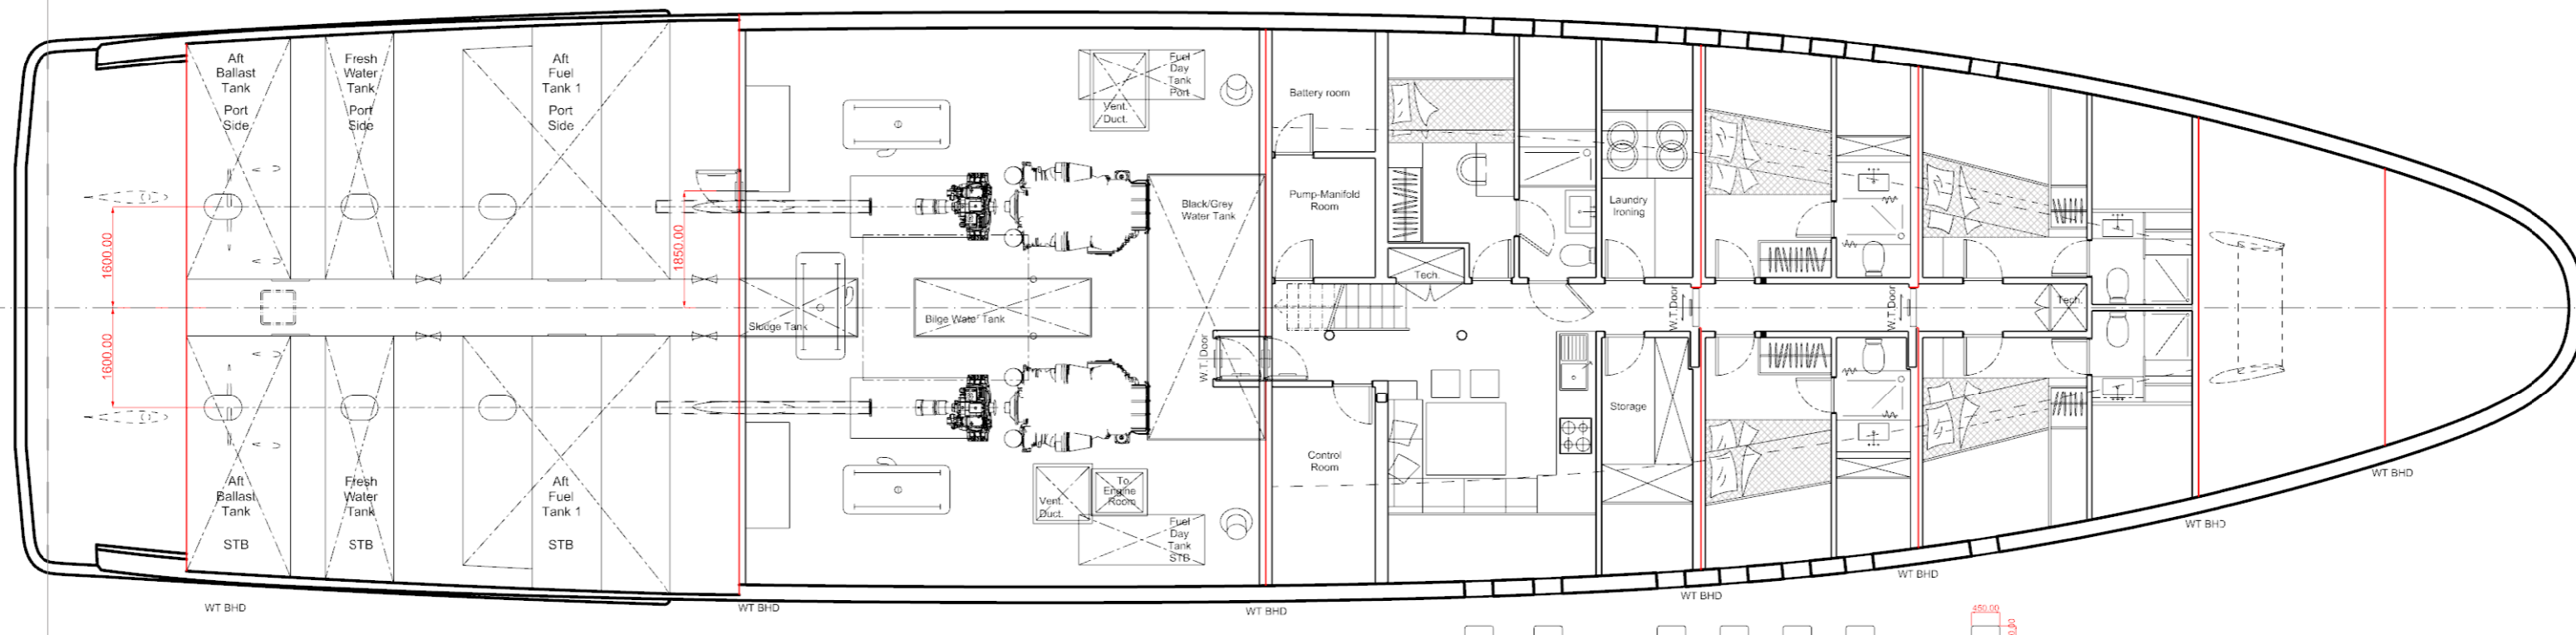 Aft
Ballast
Tank
Port
Side
Fresh
Water
Tank
Port
Side
Aft
Fuel
Tank 1
Port
Side
Fuel
Day
Tank
Port
Vent.
Duct.
Battery room
Pump-Manifold
Room
Black/Grey
Water Tank
Laundry
Ironing
1600.00
1850.00
Tech.
Sludge Tank
Bilge Water Tank
W.T.Door
W.T.Door
W.T.Door
Tech.
1600.00
Storage
Control
Room
Aft
Ballast
Tank
STB
Fresh
Water
Tank
STB
Aft
Fuel
Tank 1
STB
Vent.
Duct.
To
Engine
Room
Fuel
Day
Tank
STB
WT BHD
WT BHD
WT BHD
WT BHD
WT BHD
WT BHD
WT BHD
450.00